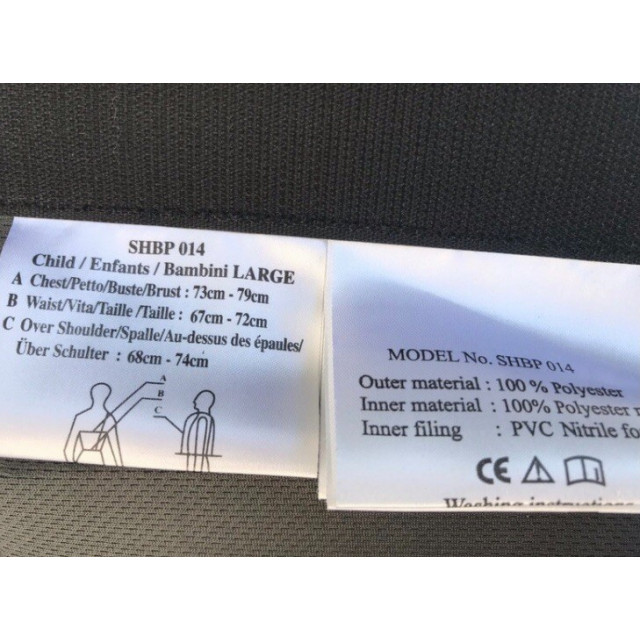 SHBP 014
Child / Enfants / Bambini LARGE
A Chest/Petto/Buste/Brust : 73cm - 79cm
B Waist/Vita/Taille /Taille : 67cm - 72cm
C Over Shoulder/Spalle/Au-dessus des épaules/
Über Schulter : 68cm - 74cm
A
B
C
MODEL No. SHBP 014
Outer material : 100 % Polyester
Inner material : 100% Polyester
Inner filing : PVC Nitrile
CE
Washing instructions